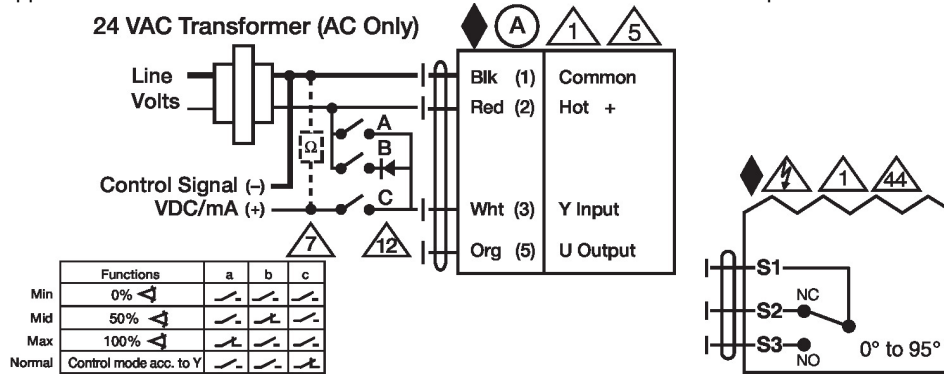 24 VAC Transformer (AC Only)
A 1 5
Line
Volts
Blk (1) Common
Red (2) Hot +
A
Ω
B
Control Signal (–)
VDC/mA (+)
C
Wht (3) Y Input
Org (5) U Output
7 12
Functions a b c
Min 0%
Mid 50%
Max 100%
Normal Control mode acc. to Y
1 44
S1
S2 NC
S3 NO
0° to 95°